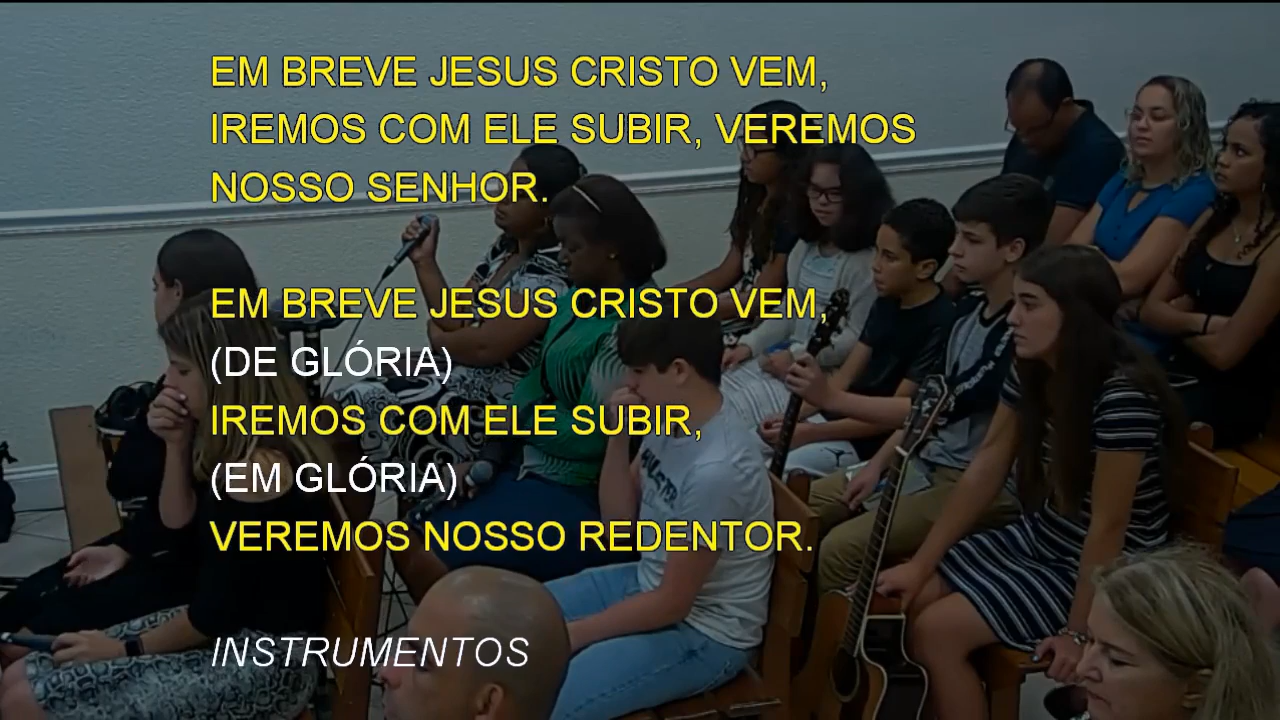 EM BREVE JESUS CRISTO VEM,
IREMOS COM ELE SUBIR, VEREMOS
NOSSO SENHOR.
EM BREVE JESUS CRISTO VEM,
(DE GLÓRIA)
IREMOS COM ELE SUBIR,
(EM GLÓRIA)
VEREMOS NOSSO REDENTOR.
INSTRUMENTOS